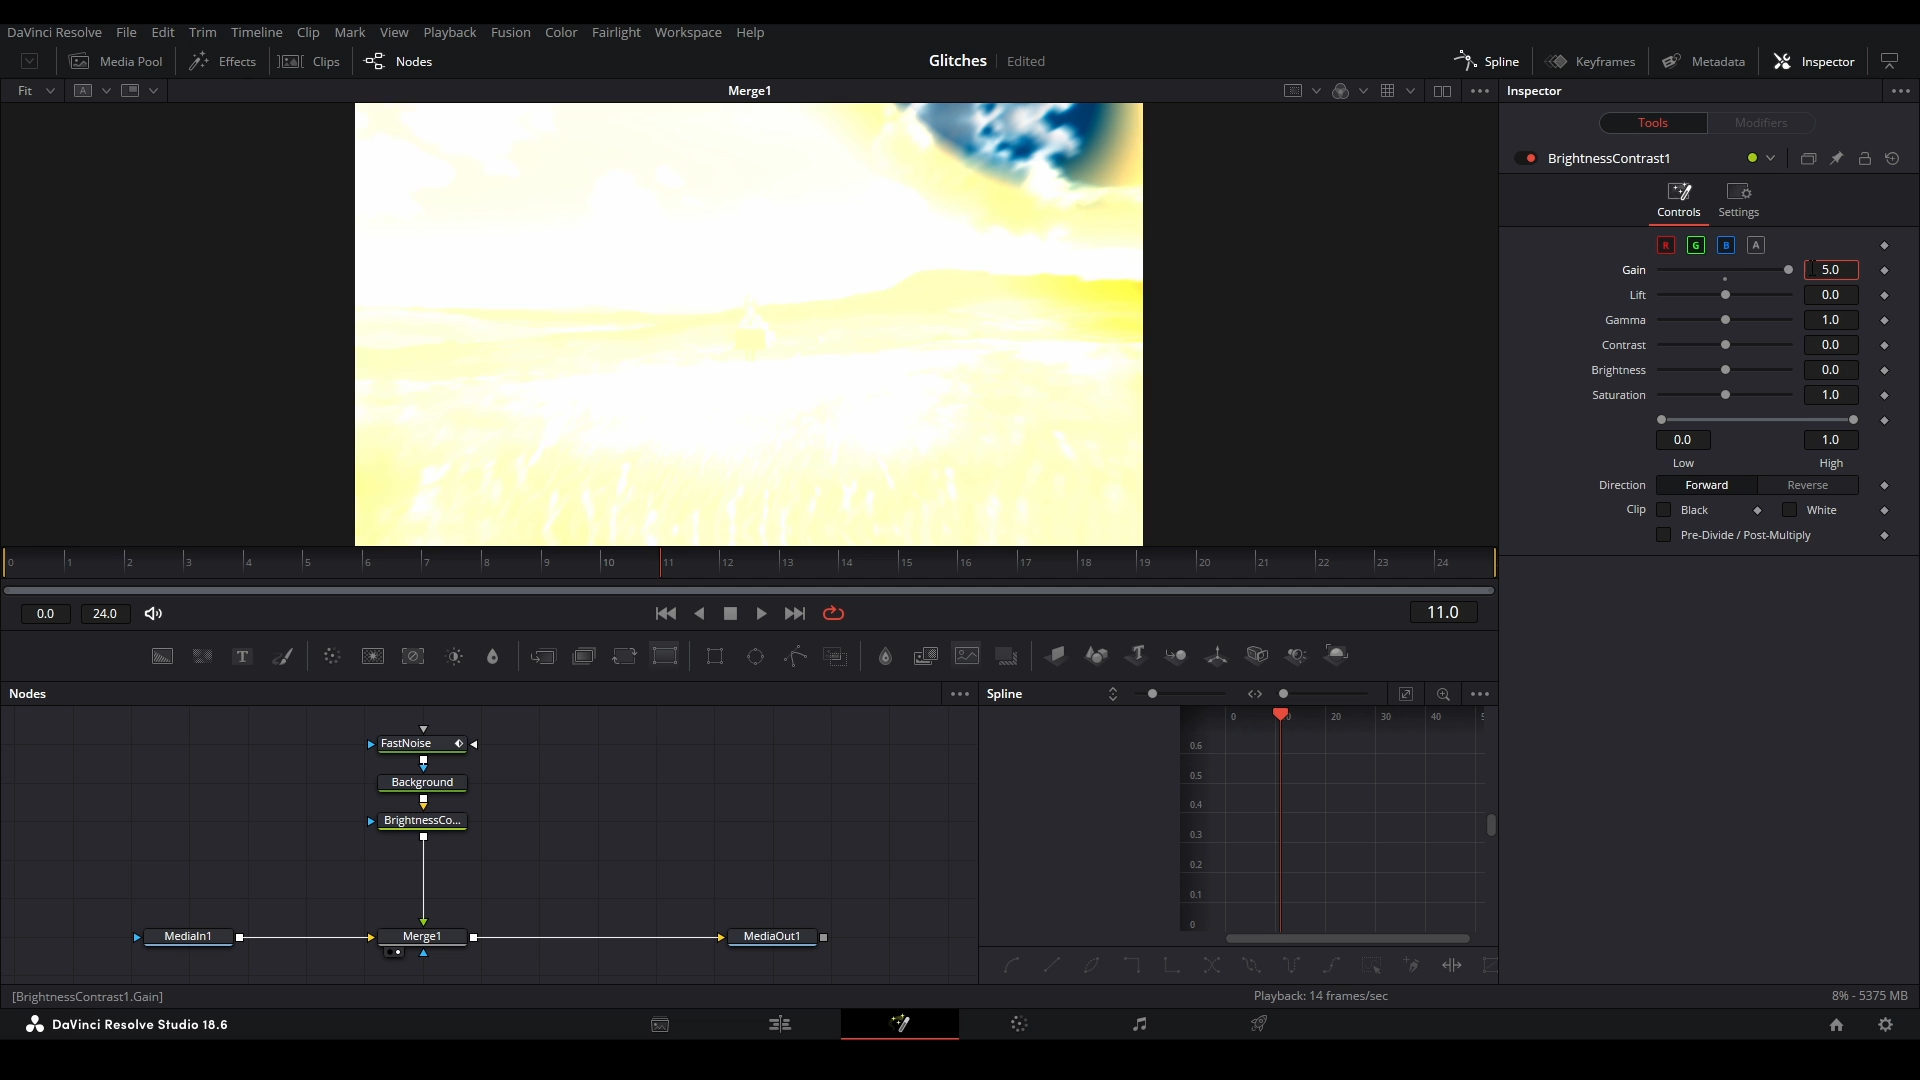 DaVinci Resolve File Edit Trim Timeline Clip Mark View Playback Fusion Color Fairlight Workspace Help
Media Pool Effects Clips Nodes Glitches Edited Spline Keyframes Metadata Inspector
Fit A Merge1 Inspector
Tools Modifiers
BrightnessContrast1
Controls Settings
R G B A
Gain 5.0
Lift 0.0
Gamma 1.0
Contrast 0.0
Brightness 0.0
Saturation 1.0
0.0 1.0
Low High
Direction Forward Reverse
Clip Black White
Pre-Divide / Post-Multiply
0 1 2 3 4 5 6 7 8 9 10 11 12 13 14 15 16 17 18 19 20 21 22 23 24
0.0 24.0 11.0
T
Nodes Spline
0 20 30 40
FastNoise
Background
BrightnessCo...
0.6
0.5
0.4
0.3
0.2
0.1
0
MediaIn1 Merge1 MediaOut1
[BrightnessContrast1.Gain] Playback: 14 frames/sec 8% - 5375 MB
DaVinci Resolve Studio 18.6